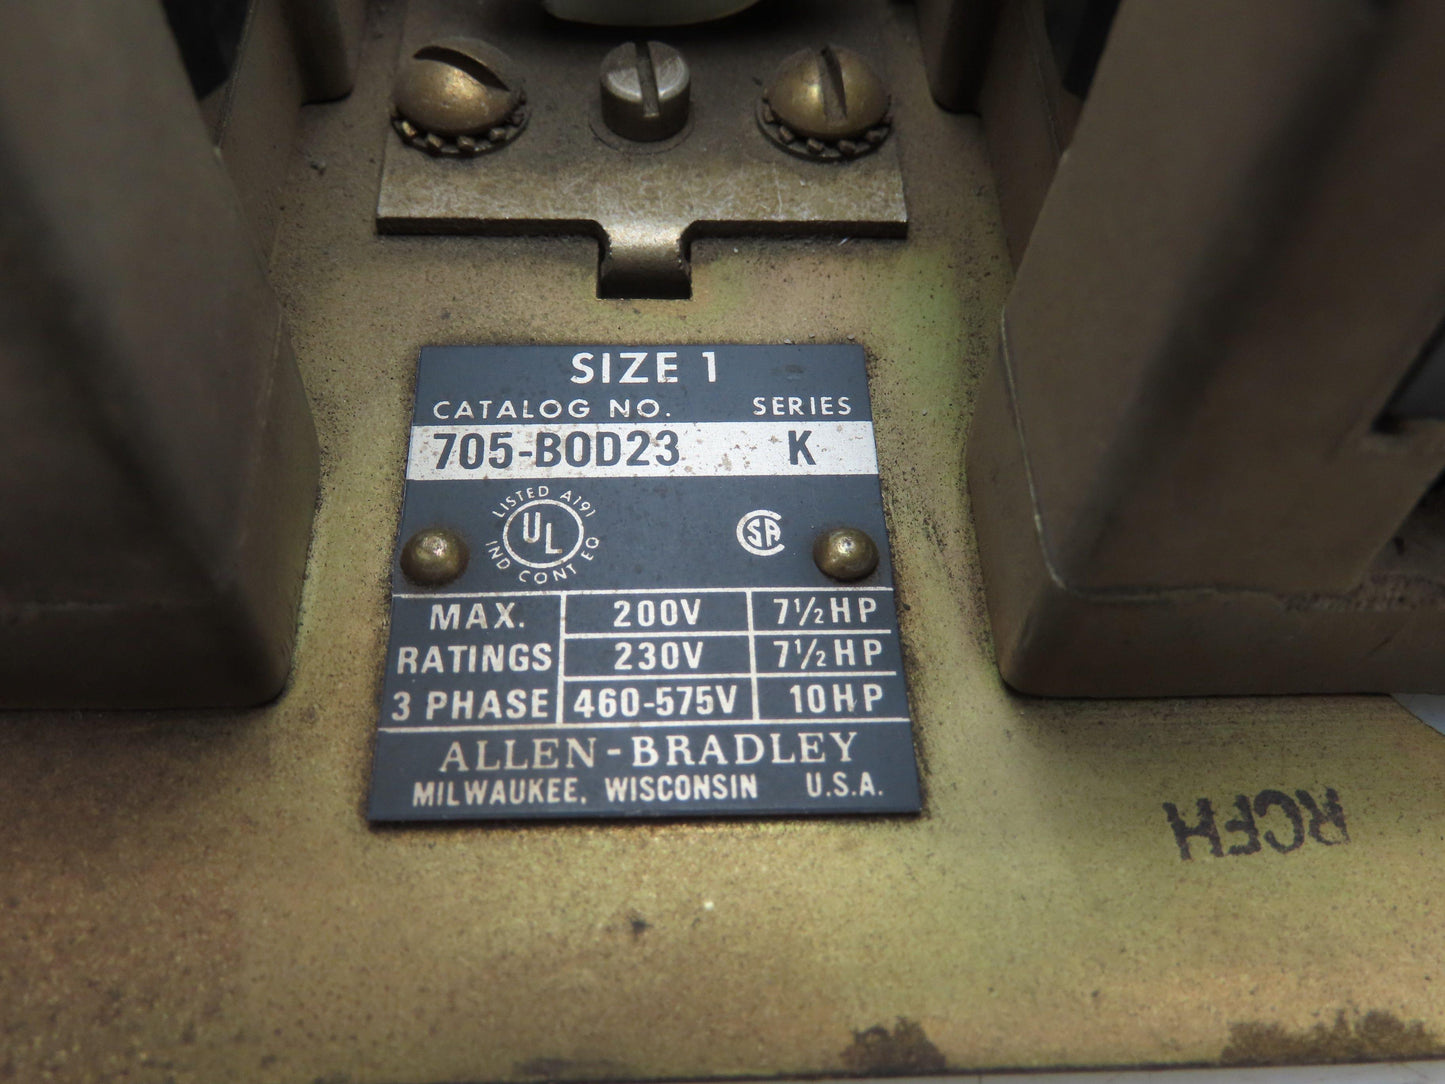 SIZE 1
CATALOG NO. SERIES
705-BOD23 K
LISTED A191
UL
IND CONT EQ
SA
MAX. RATINGS 3 PHASE
200V 7½HP
230V 7½HP
460-575V 10HP
ALLEN-BRADLEY
MILWAUKEE, WISCONSIN U.S.A.
RCFH